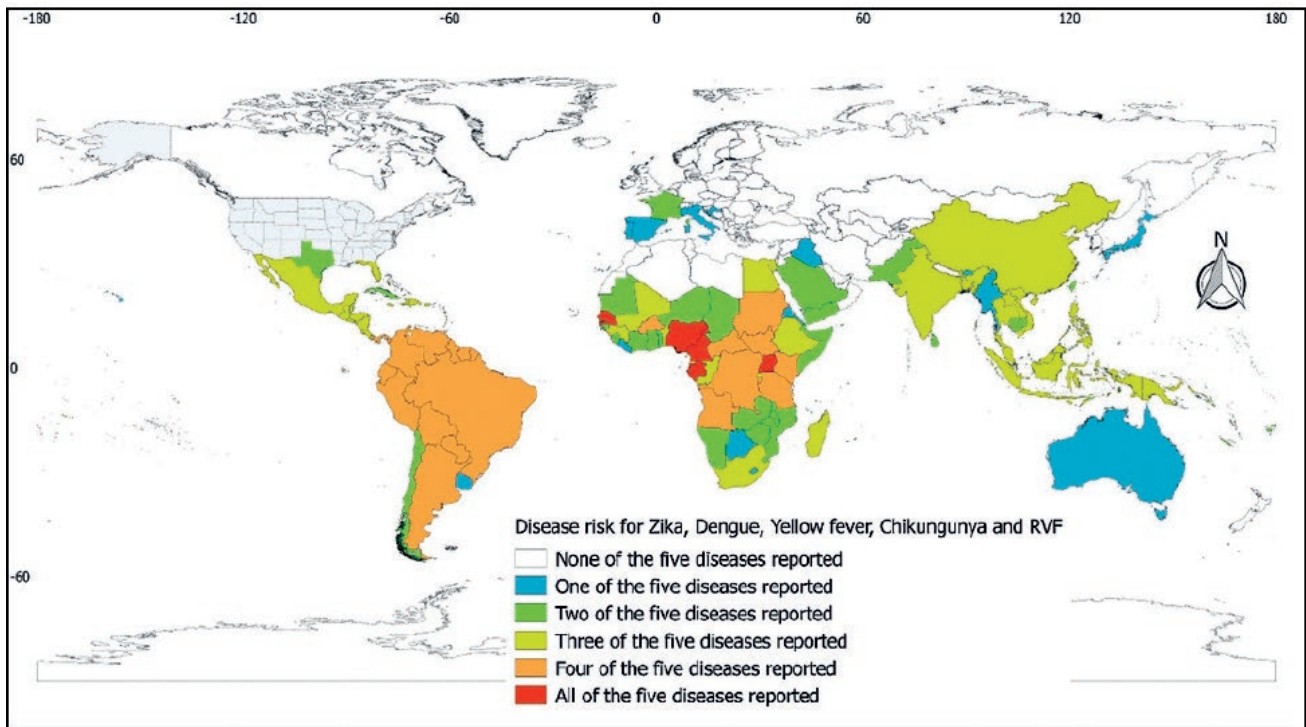 -180 -120 -60 0 60 120 180
60
N
0
Disease risk for Zika, Dengue, Yellow fever, Chikungunya and RVF
None of the five diseases reported
-60
One of the five diseases reported
Two of the five diseases reported
Three of the five diseases reported
Four of the five diseases reported
All of the five diseases reported